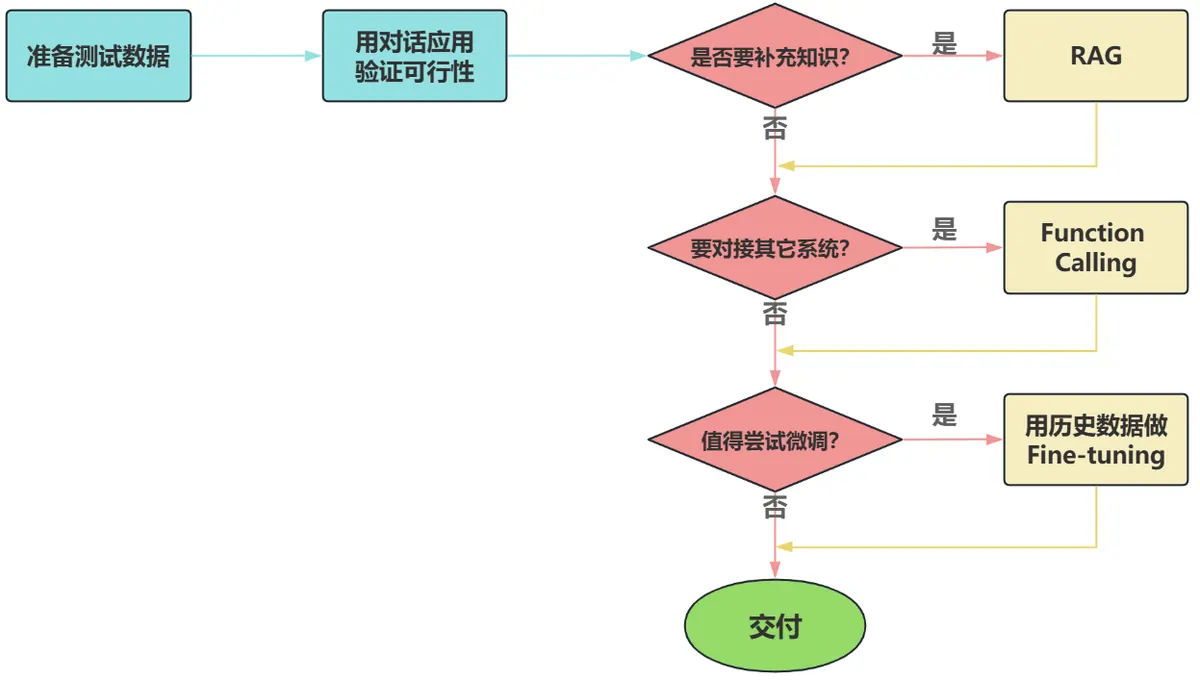 准备测试数据
用对话应用
验证可行性
是否要补充知识？
是
RAG
否
要对接其它系统？
是
Function
Calling
否
值得尝试微调？
是
用历史数据做
Fine-tuning
否
交付